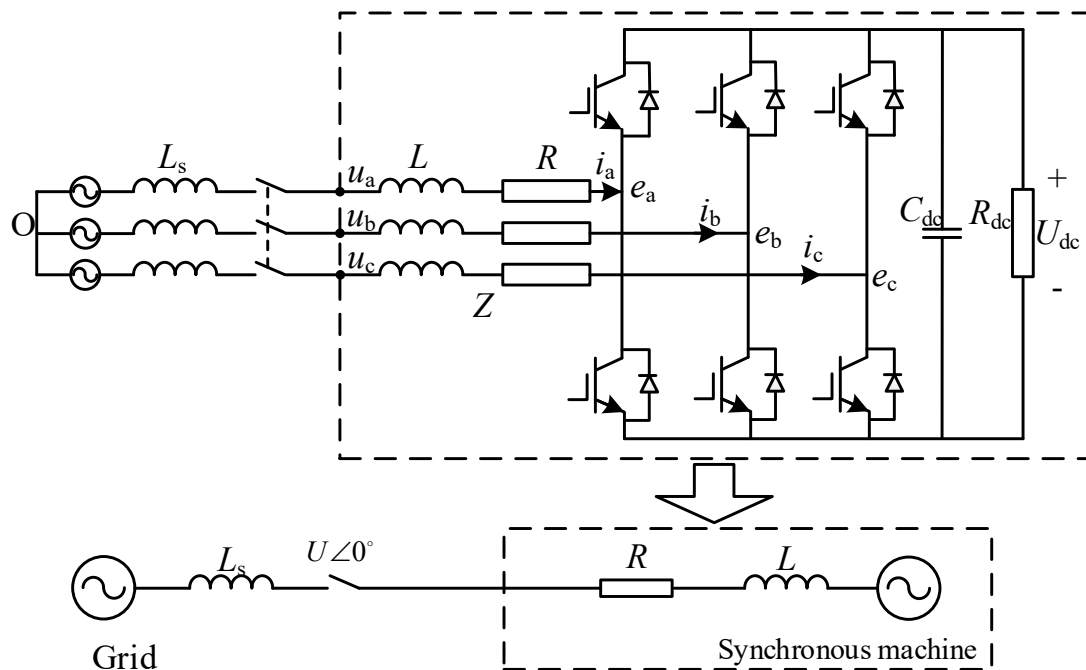 L_s
L
R
i_a
u_a
e_a
O
u_b
i_b
e_b
u_c
i_c
e_c
Z
C_dc
R_dc
+
U_dc
-
L_s
U∠0°
R
L
Grid
Synchronous machine